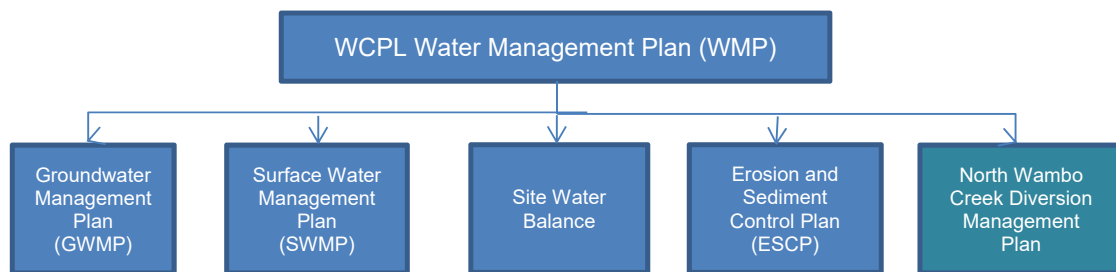 WCPL Water Management Plan (WMP)
Groundwater
Management
Plan
(GWMP)
Surface Water
Management
Plan
(SWMP)
Site Water
Balance
Erosion and
Sediment
Control Plan
(ESCP)
North Wambo
Creek Diversion
Management
Plan